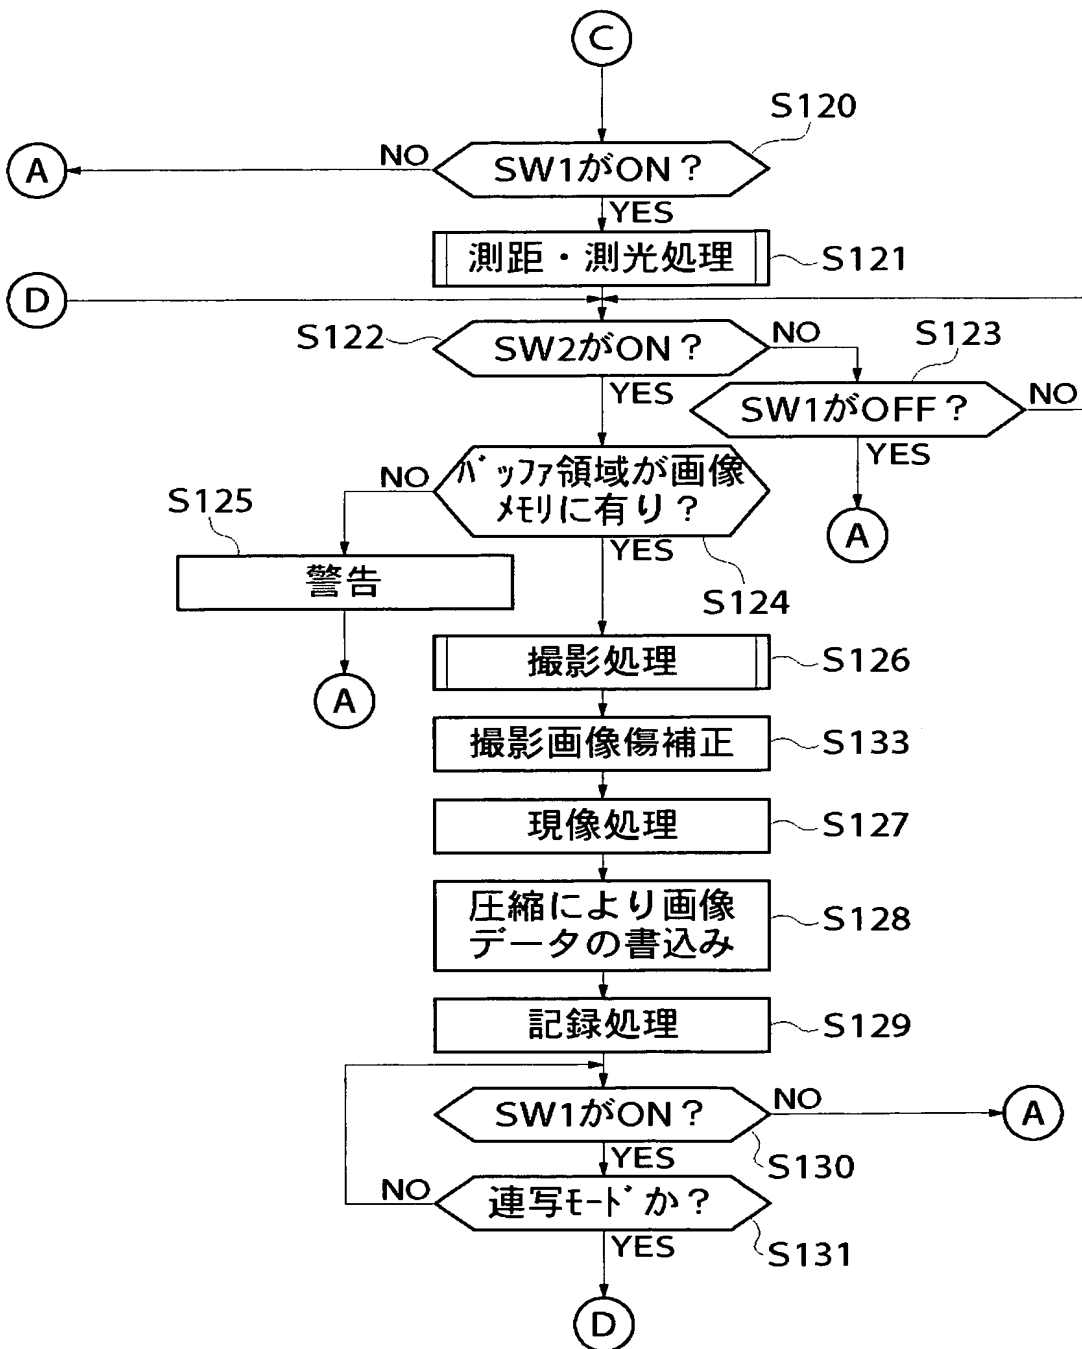 C
S120
A
NO
SW1がON？
YES
測距・測光処理
S121
D
S122
SW2がON？
NO
S123
YES
SW1がOFF？
NO
YES
A
S125
NO
ﾊﾞｯﾌｧ領域が画像
ﾒﾓﾘに有り？
YES
S124
警告
A
撮影処理
S126
撮影画像傷補正
S133
現像処理
S127
圧縮により画像
データの書込み
S128
記録処理
S129
SW1がON？
NO
A
YES
S130
NO
連写ﾓｰﾄﾞか？
YES
S131
D